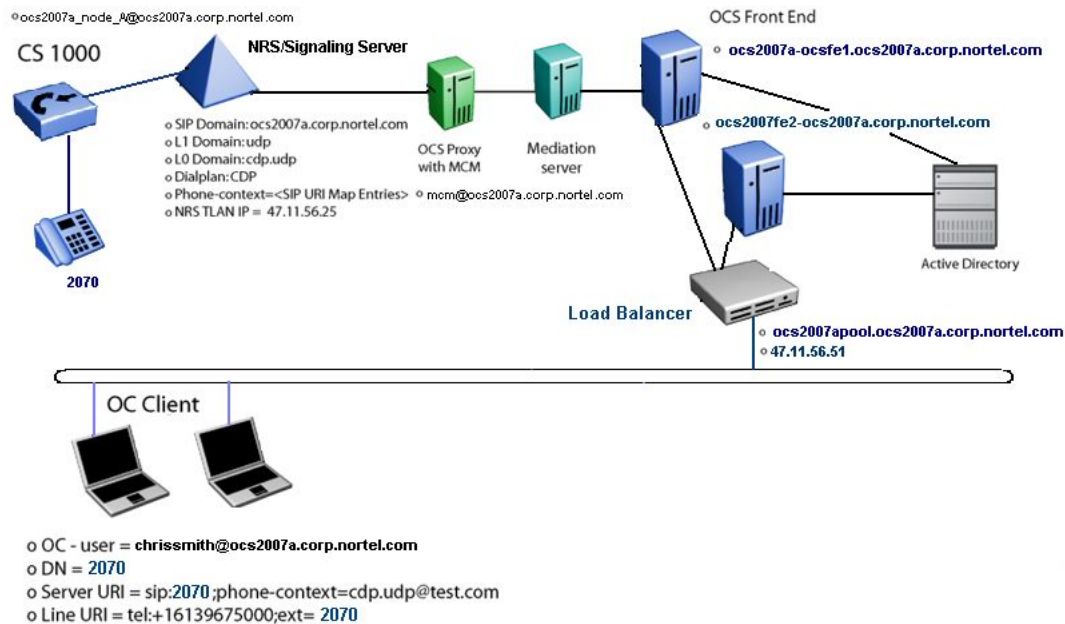 ocs2007a_node_A@ocs2007a.corp.nortel.com
CS 1000
NRS/Signaling Server
OCS Front End
ocs2007a-ocsfe1.ocs2007a.corp.nortel.com
o SIP Domain:ocs2007a.corp.nortel.com
o L1 Domain:udp
o L0 Domain:cdp.udp
o Dialplan:CDP
o Phone-context=<SIP URI Map Entries>
o NRS TLAN IP = 47.11.56.25
OCS Proxy
with MCM
Mediation
server
mcm@ocs2007a.corp.nortel.com
ocs2007fe2-ocs2007a.corp.nortel.com
Active Directory
2070
Load Balancer
ocs2007apool.ocs2007a.corp.nortel.com
47.11.56.51
OC Client
o OC - user = chrissmith@ocs2007a.corp.nortel.com
o DN = 2070
o Server URI = sip:2070;phone-context=cdp.udp@test.com
o Line URI = tel:+16139675000;ext= 2070